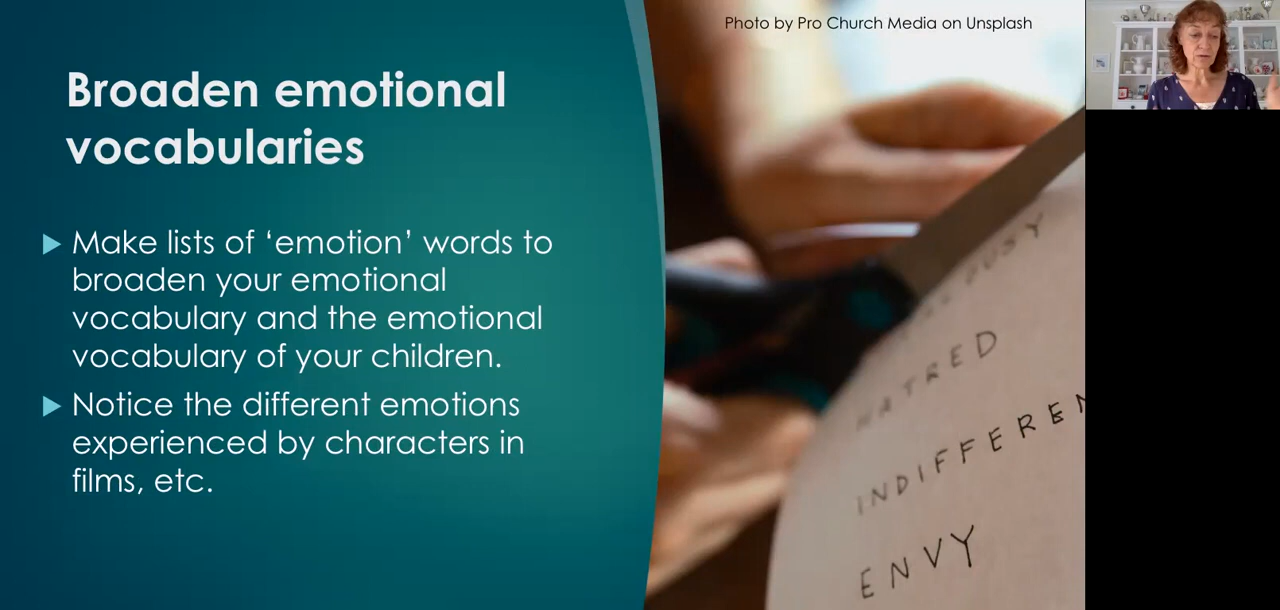 Photo by Pro Church Media on Unsplash
Broaden emotional
vocabularies
Make lists of ‘emotion’ words to
broaden your emotional
vocabulary and the emotional
vocabulary of your children.
Notice the different emotions
experienced by characters in
films, etc.
HATRED
INDIFFEREN
ENVY